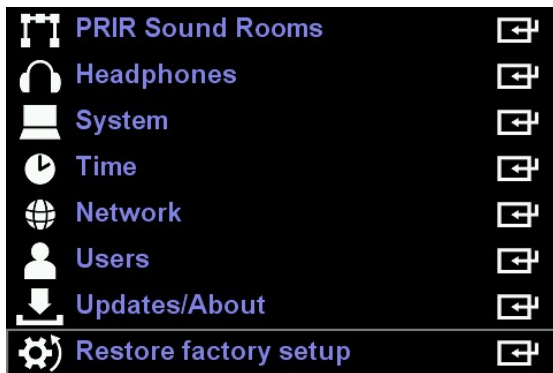 PRIR Sound Rooms
Headphones
System
Time
Network
Users
Updates/About
Restore factory setup